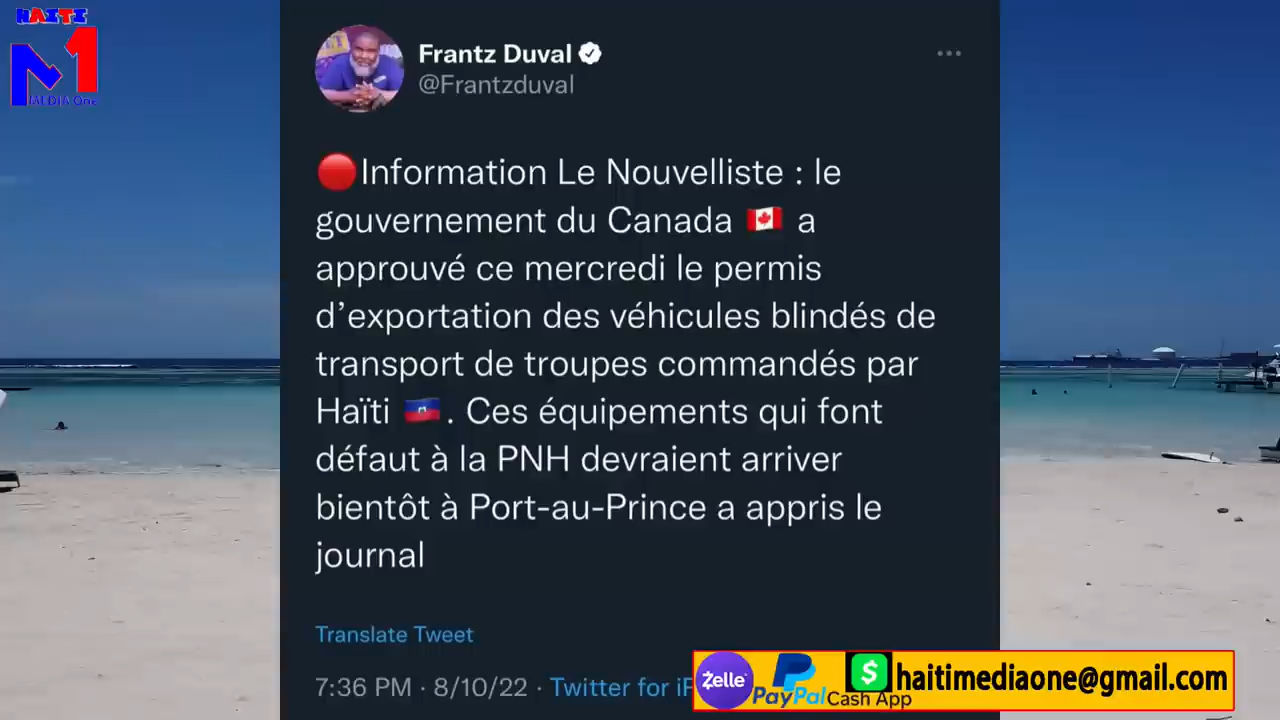 HAITI
M1
MEDIA One
Frantz Duval
@Frantzduval
🔴Information Le Nouvelliste : le
gouvernement du Canada 🇨🇦 a
approuvé ce mercredi le permis
d’exportation des véhicules blindés de
transport de troupes commandés par
Haïti 🇭🇹. Ces équipements qui font
défaut à la PNH devraient arriver
bientôt à Port-au-Prince a appris le
journal
Translate Tweet
7:36 PM · 8/10/22 · Twitter for
Zelle PayPal $ Cash App haitimediaone@gmail.com